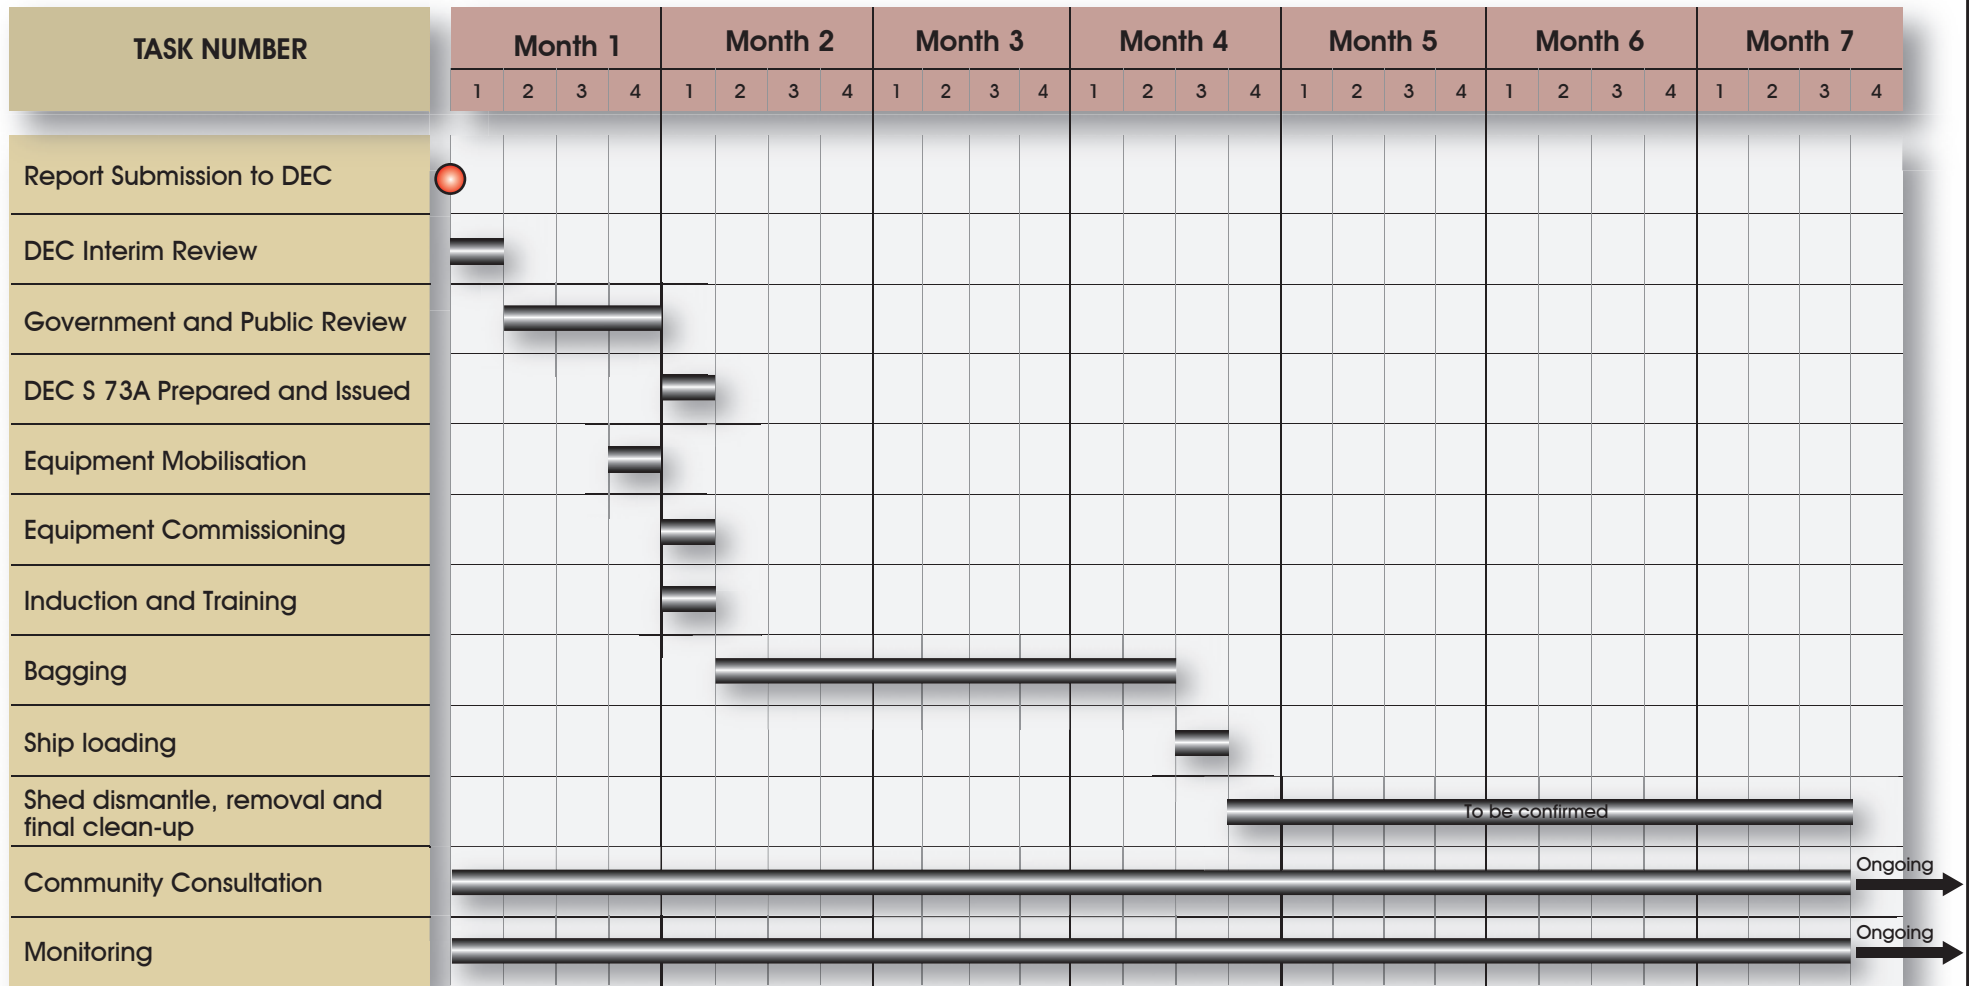 TASK NUMBER
Month 1 Month 2 Month 3 Month 4 Month 5 Month 6 Month 7
1 2 3 4 1 2 3 4 1 2 3 4 1 2 3 4 1 2 3 4 1 2 3 4 1 2 3 4
Report Submission to DEC
DEC Interim Review
Government and Public Review
DEC S 73A Prepared and Issued
Equipment Mobilisation
Equipment Commissioning
Induction and Training
Bagging
Ship loading
Shed dismantle, removal and
final clean-up
To be confirmed
Community Consultation
Ongoing
Monitoring
Ongoing